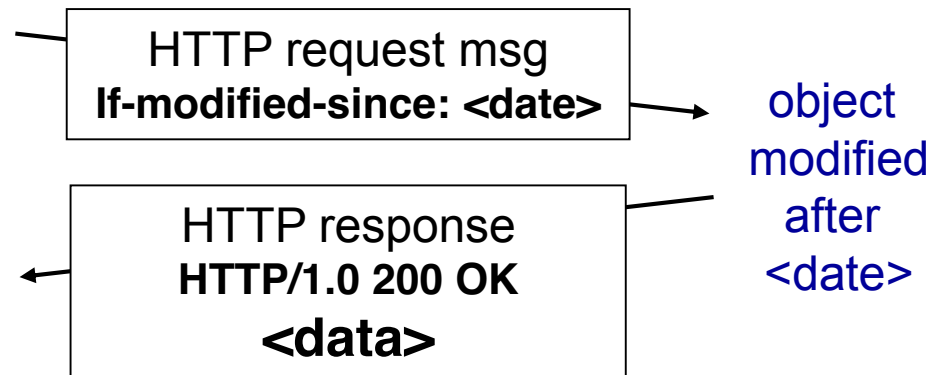 HTTP request msg
If-modified-since: <date>
object
modified
after
<date>
HTTP response
HTTP/1.0 200 OK
<data>